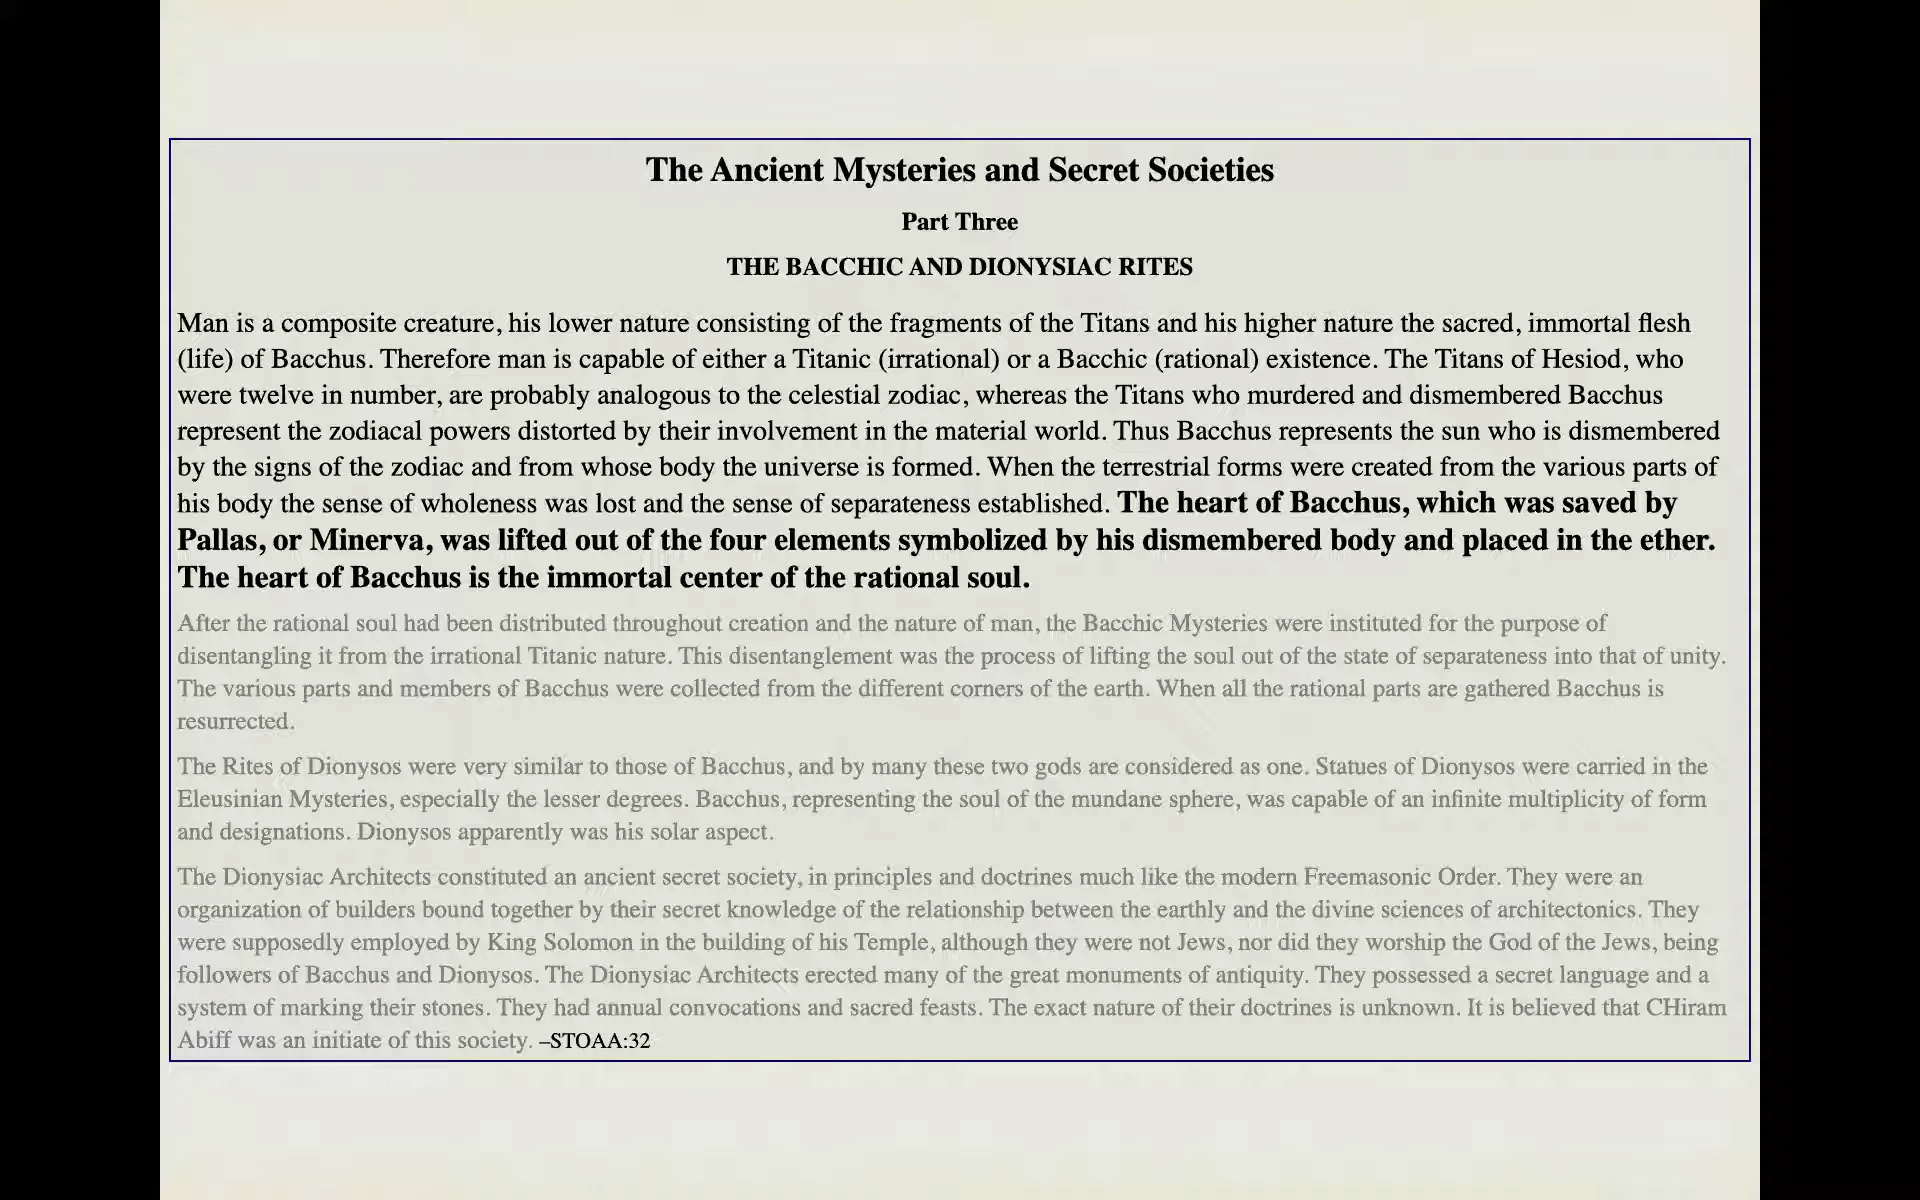 The Ancient Mysteries and Secret Societies
Part Three
THE BACCHIC AND DIONYSIAC RITES
Man is a composite creature, his lower nature consisting of the fragments of the Titans and his higher nature the sacred, immortal flesh
(life) of Bacchus. Therefore man is capable of either a Titanic (irrational) or a Bacchic (rational) existence. The Titans of Hesiod, who
were twelve in number, are probably analogous to the celestial zodiac, whereas the Titans who murdered and dismembered Bacchus
represent the zodiacal powers distorted by their involvement in the material world. Thus Bacchus represents the sun who is dismembered
by the signs of the zodiac and from whose body the universe is formed. When the terrestrial forms were created from the various parts of
his body the sense of wholeness was lost and the sense of separateness established. The heart of Bacchus, which was saved by
Pallas, or Minerva, was lifted out of the four elements symbolized by his dismembered body and placed in the ether.
The heart of Bacchus is the immortal center of the rational soul.
After the rational soul had been distributed throughout creation and the nature of man, the Bacchic Mysteries were instituted for the purpose of
disentangling it from the irrational Titanic nature. This disentanglement was the process of lifting the soul out of the state of separateness into that of unity.
The various parts and members of Bacchus were collected from the different corners of the earth. When all the rational parts are gathered Bacchus is
resurrected.
The Rites of Dionysos were very similar to those of Bacchus, and by many these two gods are considered as one. Statues of Dionysos were carried in the
Eleusinian Mysteries, especially the lesser degrees. Bacchus, representing the soul of the mundane sphere, was capable of an infinite multiplicity of form
and designations. Dionysos apparently was his solar aspect.
The Dionysiac Architects constituted an ancient secret society, in principles and doctrines much like the modern Freemasonic Order. They were an
organization of builders bound together by their secret knowledge of the relationship between the earthly and the divine sciences of architectonics. They
were supposedly employed by King Solomon in the building of his Temple, although they were not Jews, nor did they worship the God of the Jews, being
followers of Bacchus and Dionysos. The Dionysiac Architects erected many of the great monuments of antiquity. They possessed a secret language and a
system of marking their stones. They had annual convocations and sacred feasts. The exact nature of their doctrines is unknown. It is believed that CHiram
Abiff was an initiate of this society. –STOAA:32